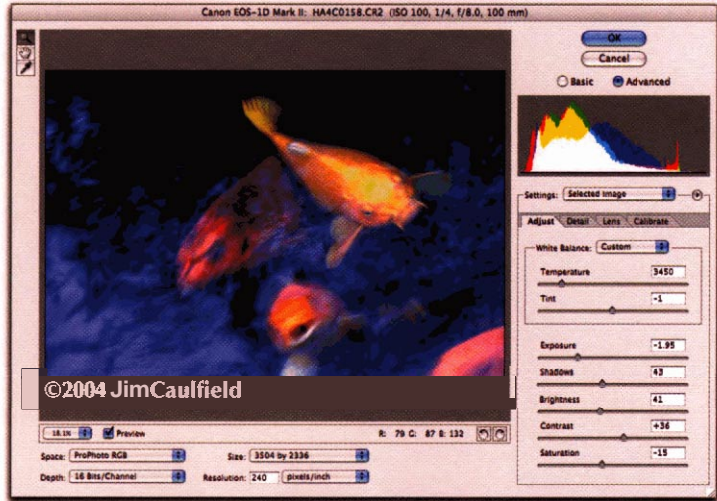 Canon EOS-1D Mark II: HA4C0158.CR2 (ISO 100, 1/4, f/8.0, 100 mm)
OK
Cancel
Basic Advanced
Settings: Selected Image
Adjust Detail Lens Calibrate
White Balance: Custom
Temperature 3450
Tint -1
Exposure -1.95
Shadows 43
Brightness 41
Contrast +36
Saturation -15
©2004 JimCaulfield
18.1% Preview R: 79 G: 87 B: 132
Space: ProPhoto RGB Size: 3504 by 2336
Depth: 16 Bits/Channel Resolution: 240 pixels/inch